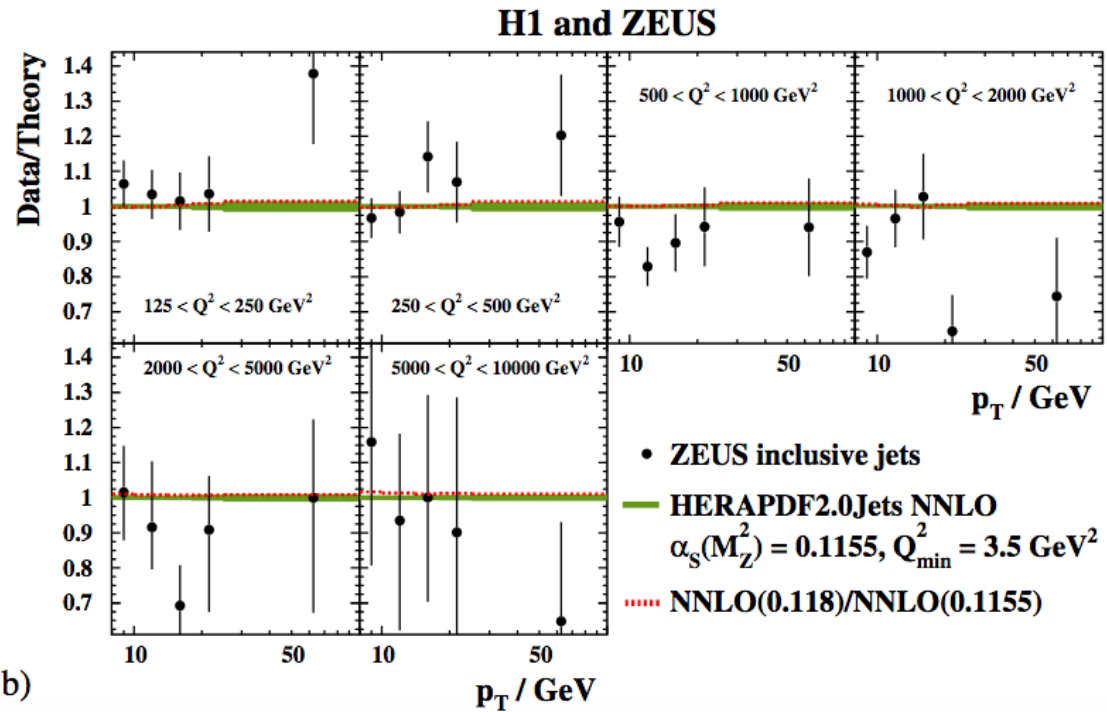 H1 and ZEUS
Data/Theory
1.4
1.3
1.2
1.1
1
0.9
0.8
0.7
125 < Q² < 250 GeV²
250 < Q² < 500 GeV²
500 < Q² < 1000 GeV²
1000 < Q² < 2000 GeV²
10 50
10 50
p_T / GeV
1.4
1.3
1.2
1.1
1
0.9
0.8
0.7
2000 < Q² < 5000 GeV²
5000 < Q² < 10000 GeV²
10 50
10 50
p_T / GeV
ZEUS inclusive jets
HERAPDF2.0Jets NNLO
α_S(M_Z²) = 0.1155, Q²_min = 3.5 GeV²
NNLO(0.118)/NNLO(0.1155)
b)